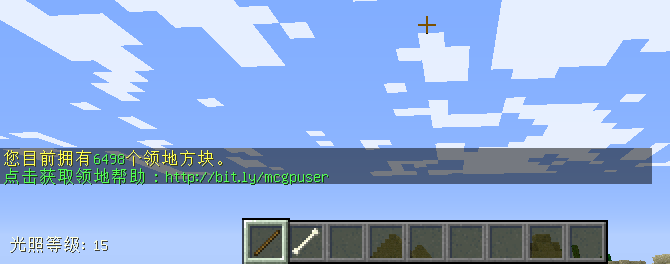 您目前拥有6498个领地方块。
点击获取领地帮助：http://bit.ly/mcgpuser
光照等级: 15